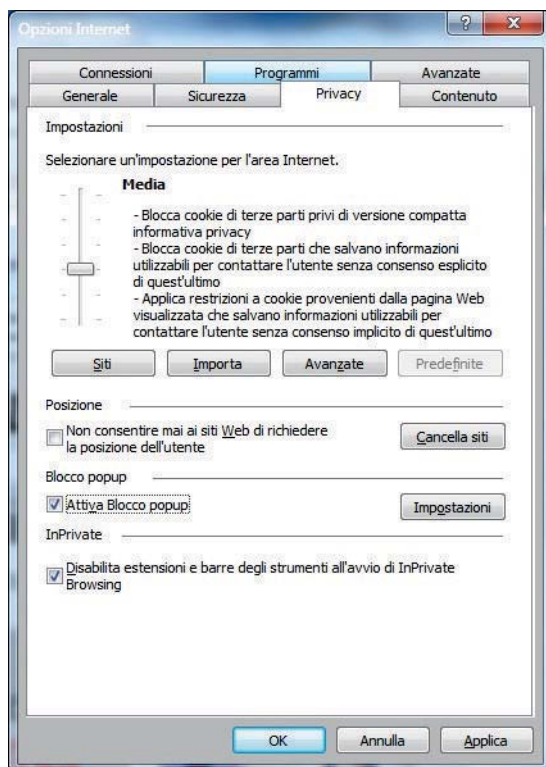 Opzioni Internet
Connessioni Programmi Avanzate
Generale Sicurezza Privacy Contenuto
Impostazioni
Selezionare un'impostazione per l'area Internet.
Media
- Blocca cookie di terze parti privi di versione compatta
informativa privacy
- Blocca cookie di terze parti che salvano informazioni
utilizzabili per contattare l'utente senza consenso esplicito
di quest'ultimo
- Applica restrizioni a cookie provenienti dalla pagina Web
visualizzata che salvano informazioni utilizzabili per
contattare l'utente senza consenso implicito di quest'ultimo
Siti Importa Avanzate Predefinite
Posizione
Non consentire mai ai siti Web di richiedere
la posizione dell'utente
Cancella siti
Blocco popup
Attiva Blocco popup
Impostazioni
InPrivate
Disabilita estensioni e barre degli strumenti all'avvio di InPrivate
Browsing
OK Annulla Applica